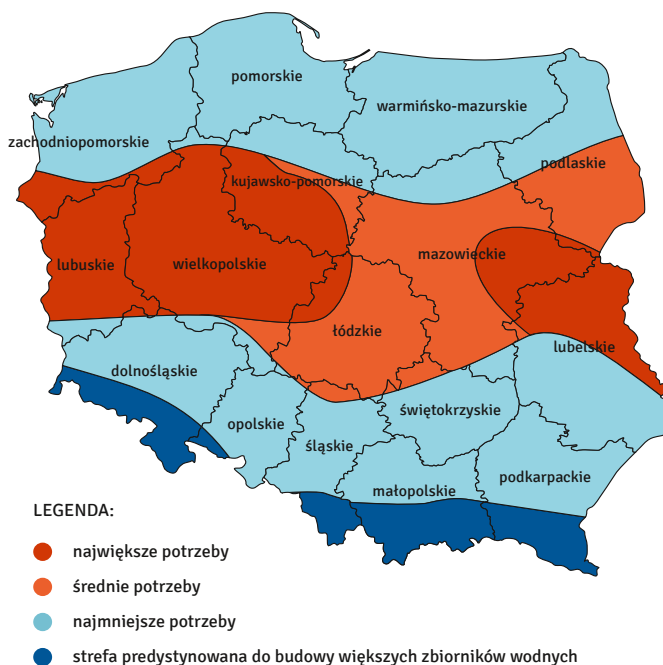 pomorskie
warmińsko-mazurskie
zachodniopomorskie
podlaskie
kujawsko-pomorskie
mazowieckie
lubuskie
wielkopolskie
łódzkie
lubelskie
dolnośląskie
świętokrzyskie
opolskie
śląskie
podkarpackie
małopolskie
LEGENDA:
największe potrzeby
średnie potrzeby
najmniejsze potrzeby
strefa predystynowana do budowy większych zbiorników wodnych